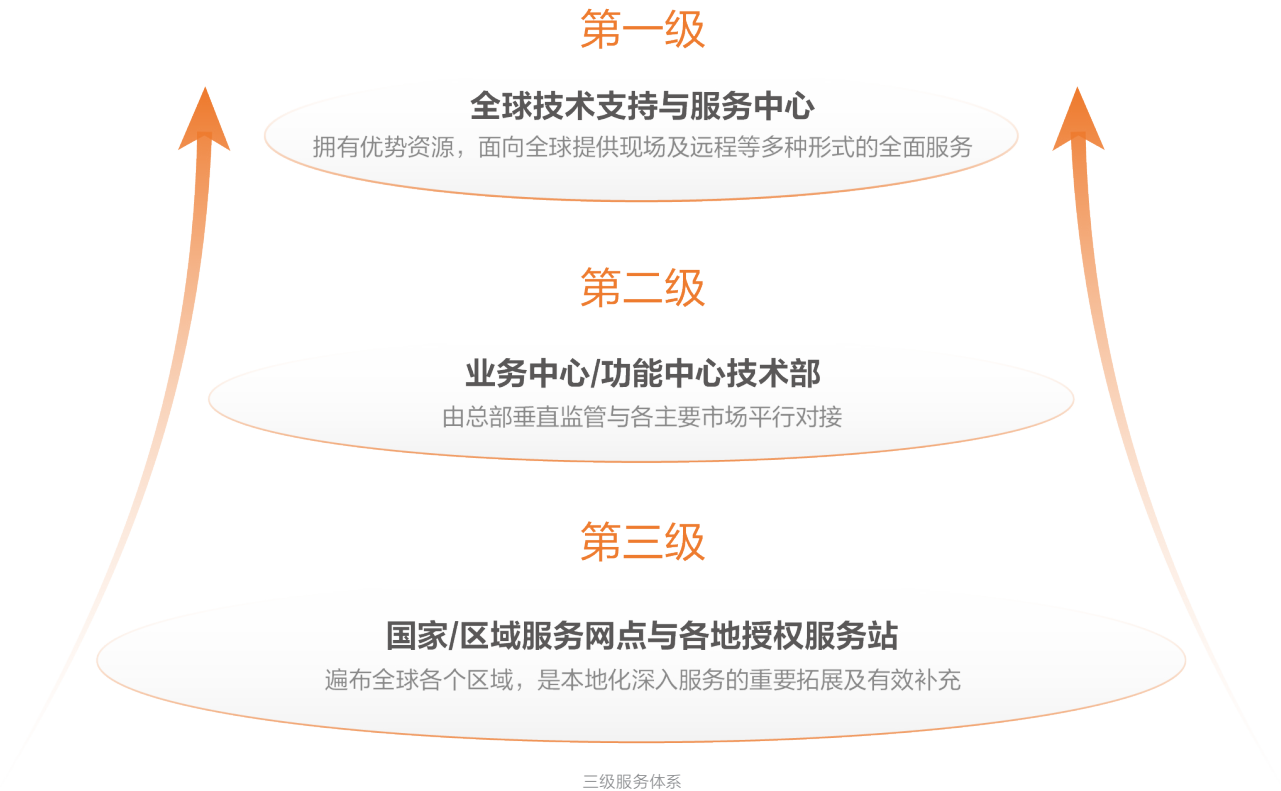 第一级
全球技术支持与服务中心
拥有优势资源，面向全球提供现场及远程等多种形式的全面服务
第二级
业务中心/功能中心技术部
由总部垂直监管与各主要市场平行对接
第三级
国家/区域服务网点与各地授权服务站
遍布全球各个区域，是本地化深入服务的重要拓展及有效补充
三级服务体系